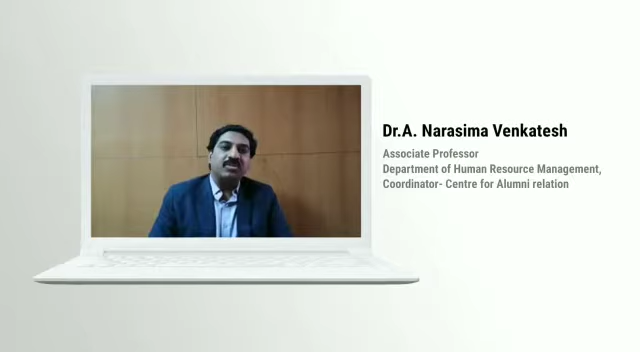 Dr.A. Narasima Venkatesh
Associate Professor
Department of Human Resource Management,
Coordinator- Centre for Alumni relation